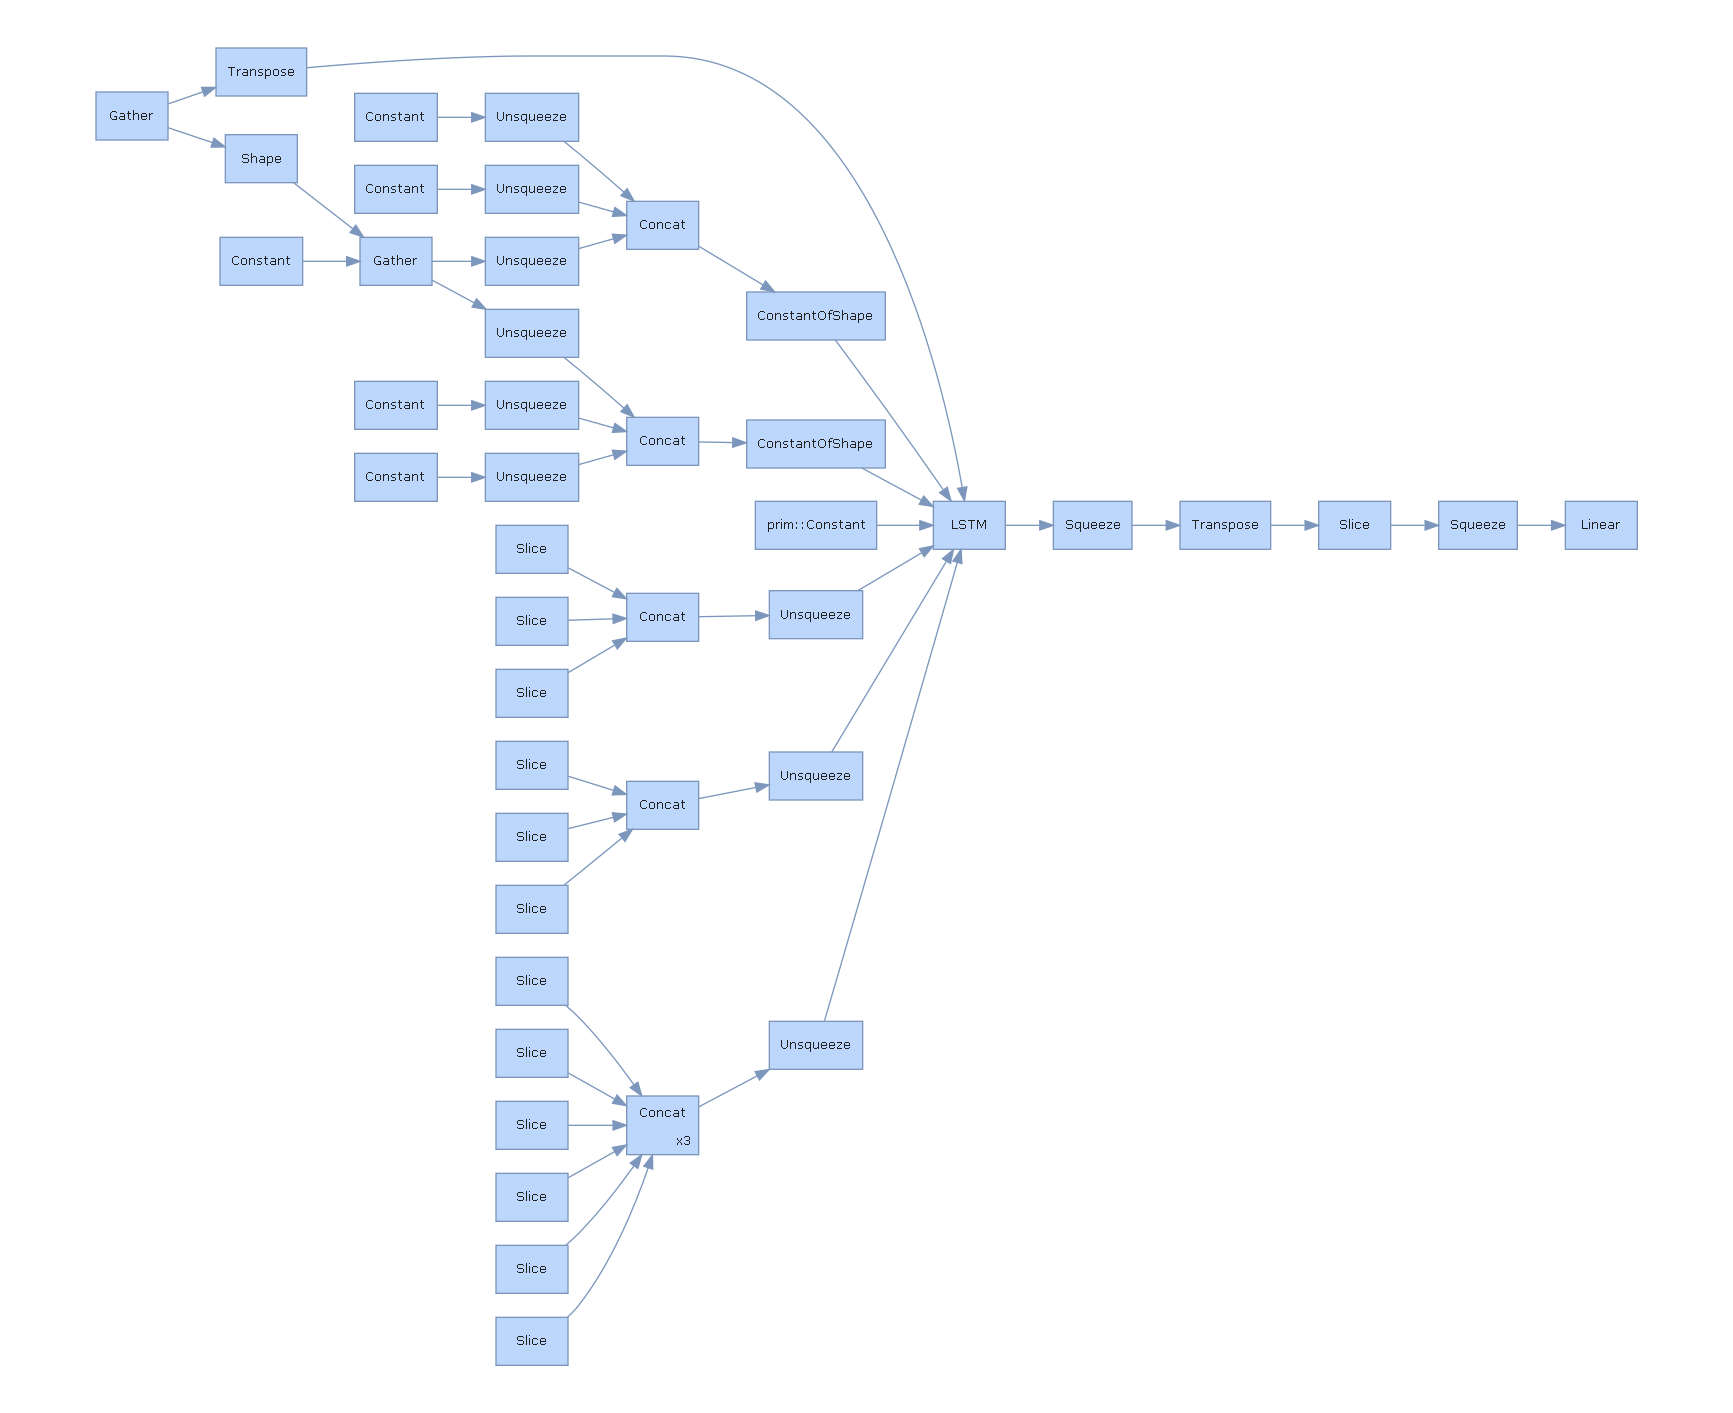 Transpose
Gather
Constant
Unsqueeze
Shape
Constant
Unsqueeze
Concat
Constant
Gather
Unsqueeze
ConstantOfShape
Unsqueeze
Constant
Unsqueeze
Concat
ConstantOfShape
Constant
Unsqueeze
prim::Constant
LSTM
Squeeze
Transpose
Slice
Squeeze
Linear
Slice
Slice
Concat
Unsqueeze
Slice
Slice
Unsqueeze
Concat
Slice
Slice
Slice
Slice
Unsqueeze
Concat
x3
Slice
Slice
Slice
Slice